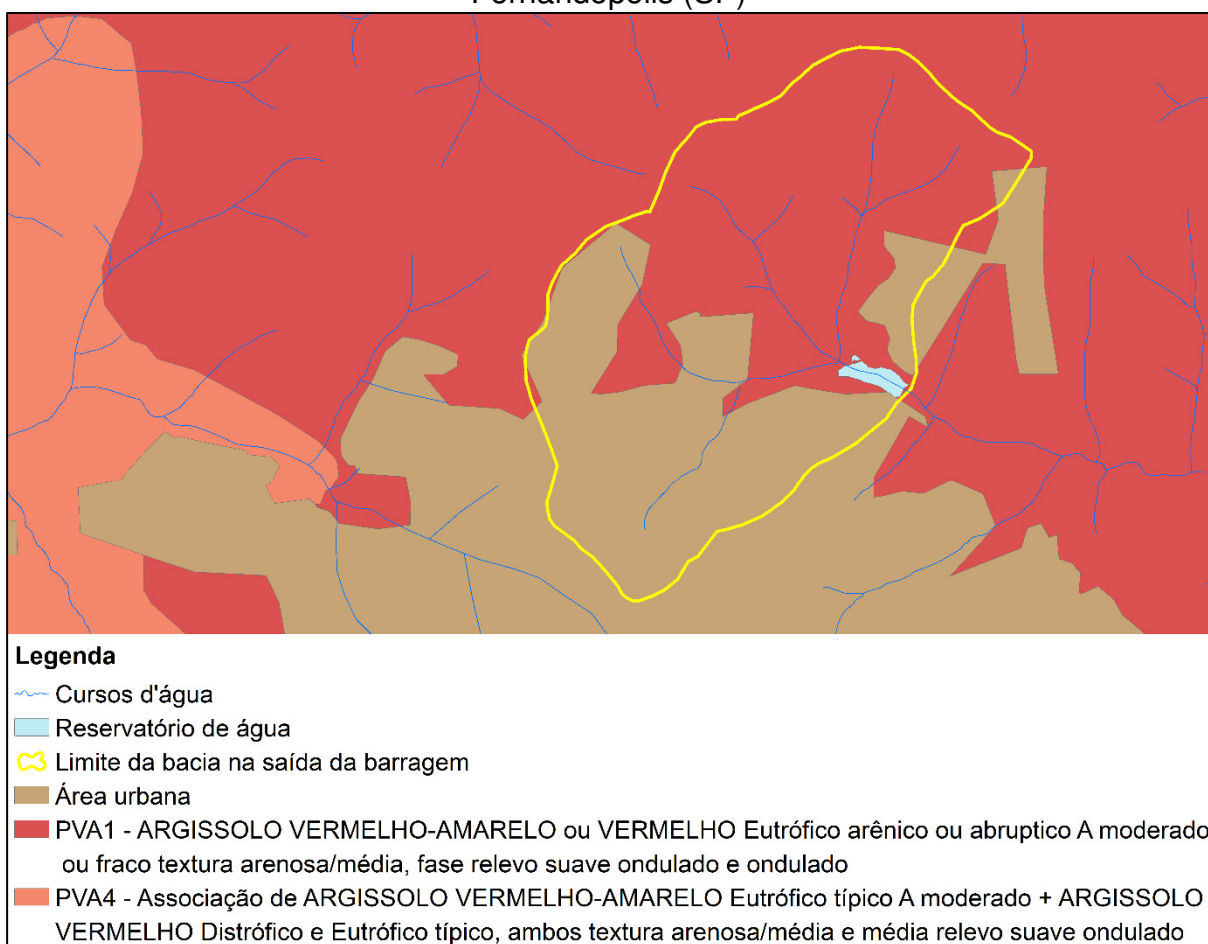 Fernandópolis (SP)
Legenda
Cursos d'água
Reservatório de água
Limite da bacia na saída da barragem
Área urbana
PVA1 - ARGISSOLO VERMELHO-AMARELO ou VERMELHO Eutrófico arênico ou abruptico A moderado
ou fraco textura arenosa/média, fase relevo suave ondulado e ondulado
PVA4 - Associação de ARGISSOLO VERMELHO-AMARELO Eutrófico típico A moderado + ARGISSOLO
VERMELHO Distrófico e Eutrófico típico, ambos textura arenosa/média e média relevo suave ondulado